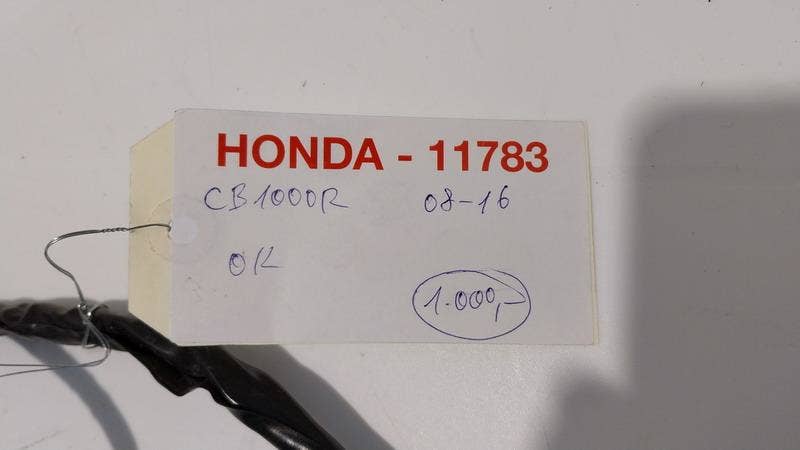 HONDA - 11783
CB1000R 08-16
OK
1.000,-